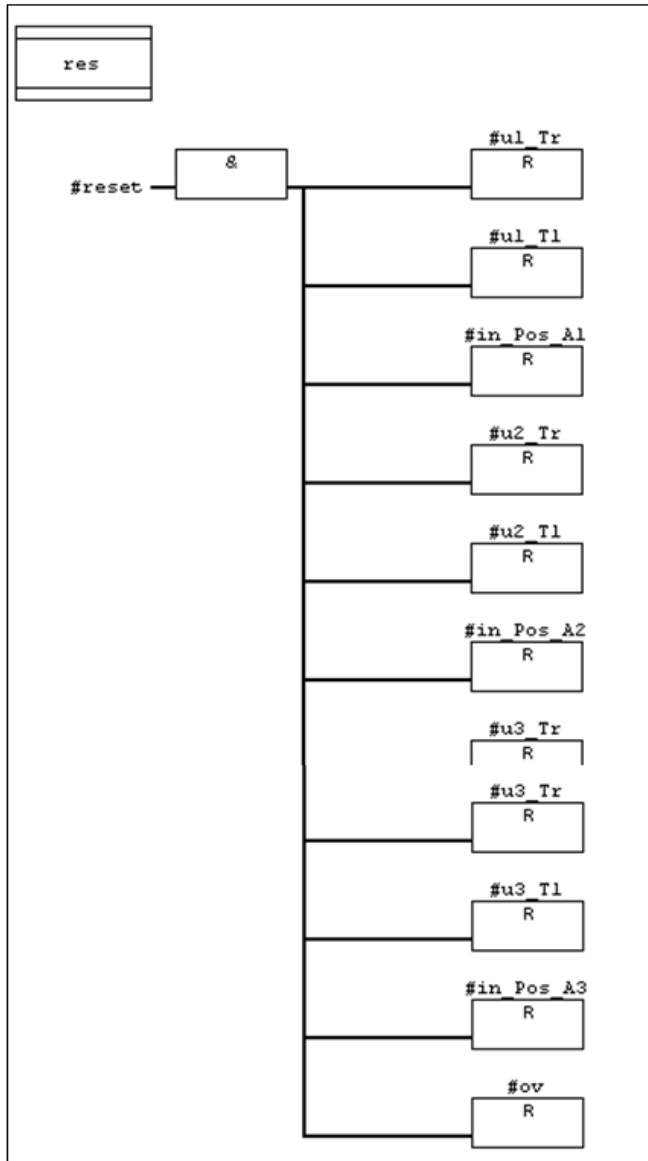 res
#u1_Tr
&
R
#reset
#u1_Tl
R
#in_Pos_A1
R
#u2_Tr
R
#u2_Tl
R
#in_Pos_A2
R
#u3_Tr
R
#u3_Tr
R
#u3_Tl
R
#in_Pos_A3
R
#ov
R